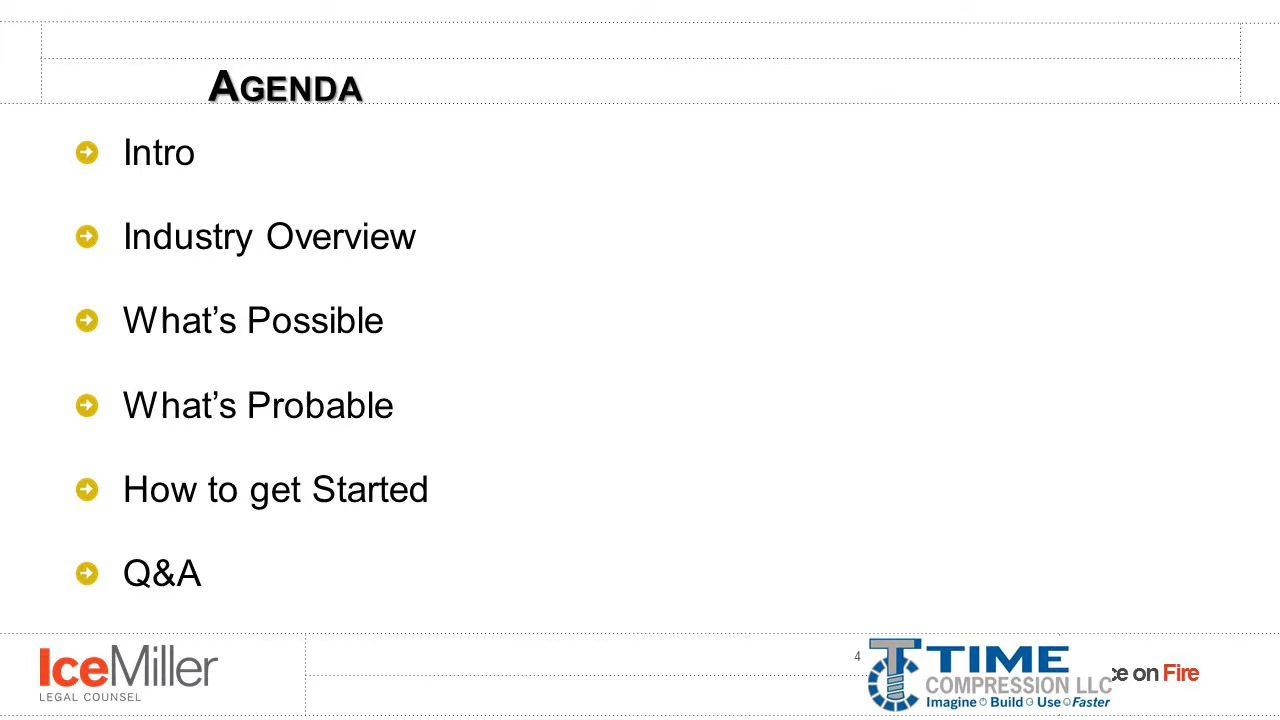 AGENDA
Intro
Industry Overview
What’s Possible
What’s Probable
How to get Started
Q&A
IceMiller
LEGAL COUNSEL
4
TIME
COMPRESSION LLC
Imagine Build Use Faster
on Fire